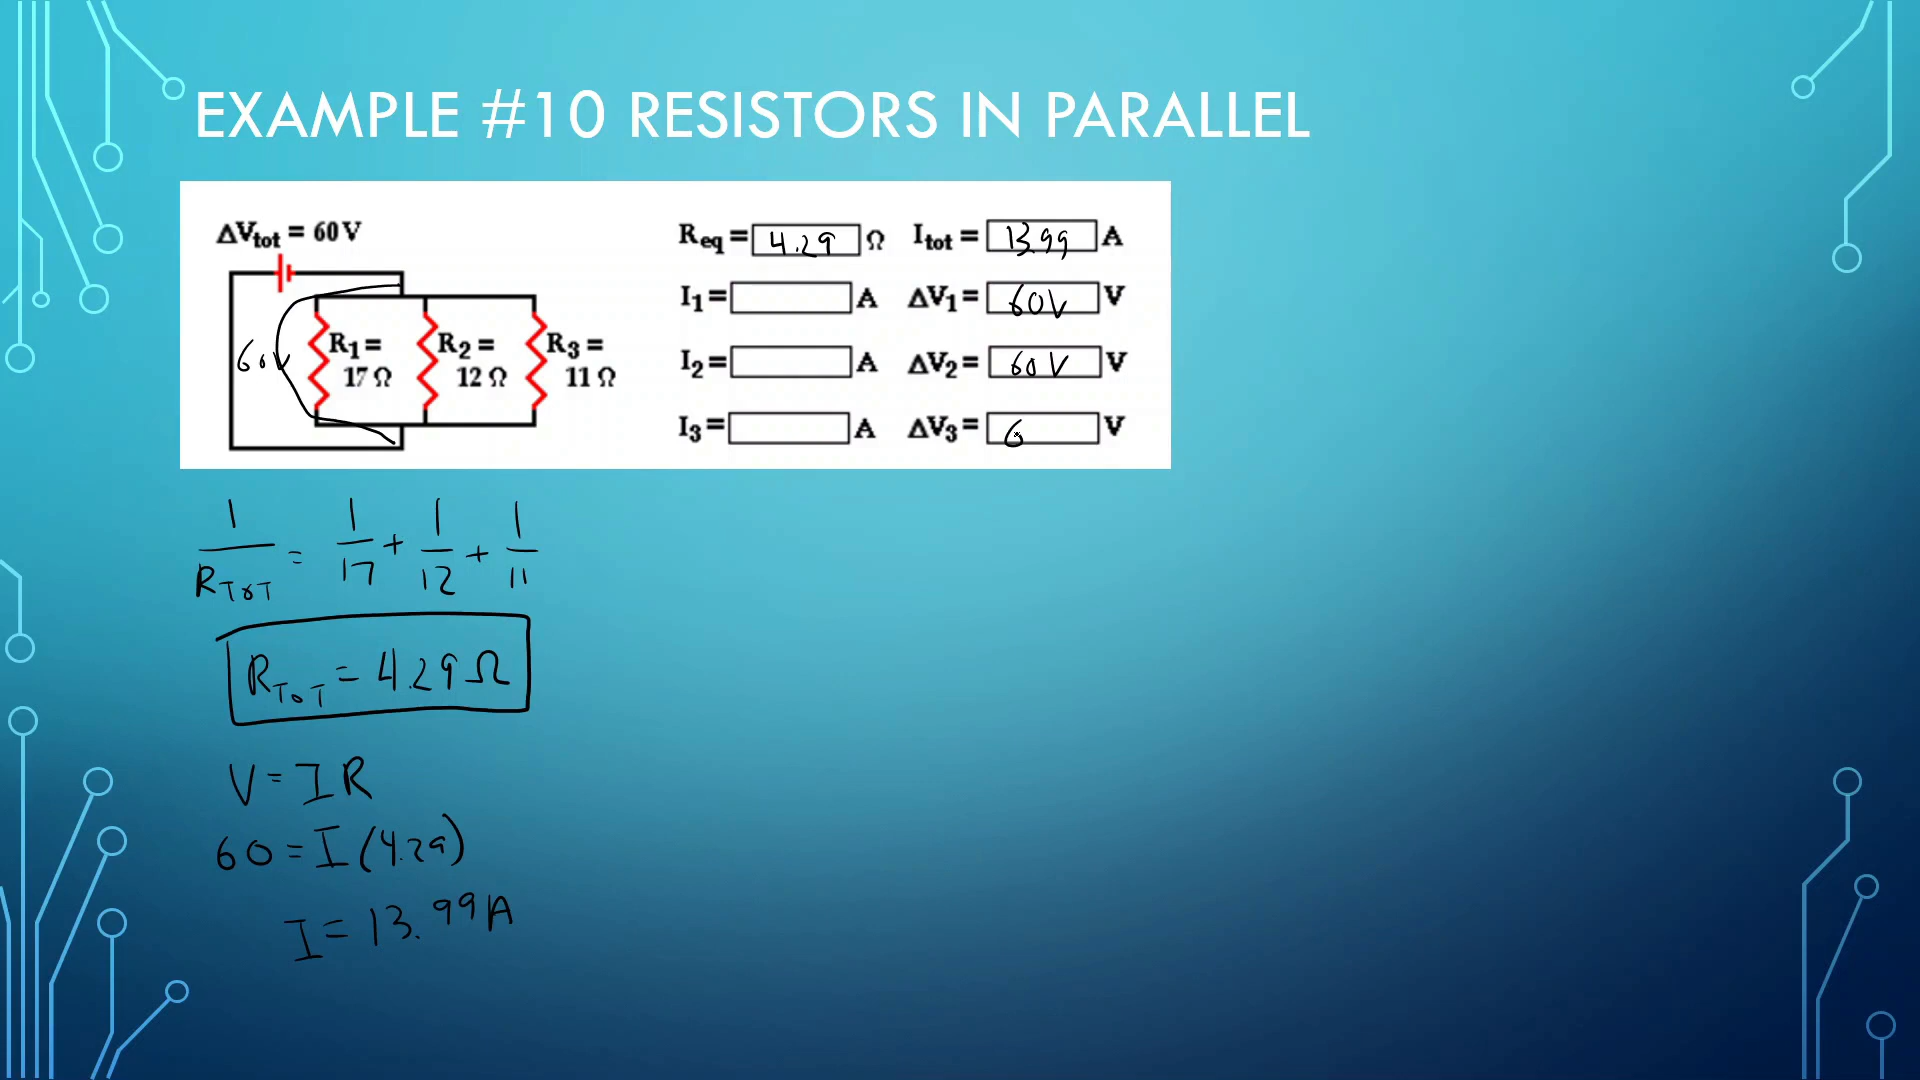 EXAMPLE #10 RESISTORS IN PARALLEL
ΔVtot = 60 V
60V
R1 = 17 Ω
R2 = 12 Ω
R3 = 11 Ω
Req = 4.29 Ω Itot = 13.99 A
I1 = A ΔV1 = 60V V
I2 = A ΔV2 = 60V V
I3 = A ΔV3 = 6 V
1/RTOT = 1/17 + 1/12 + 1/11
RTOT = 4.29 Ω
V = IR
60 = I (4.29)
I = 13.99A